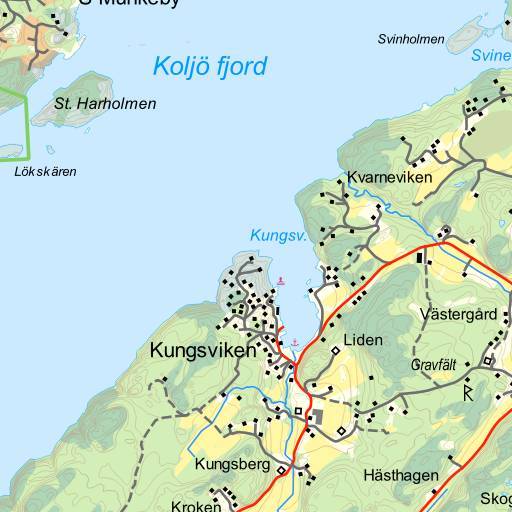 S Munkeby
Svinholmen
Svine
Koljö fjord
St. Harholmen
Lökskären
Kvarneviken
Kungsv.
Västergård
Liden
Kungsviken
Gravfält
Kungsberg
Hästhagen
Kroken
Skog